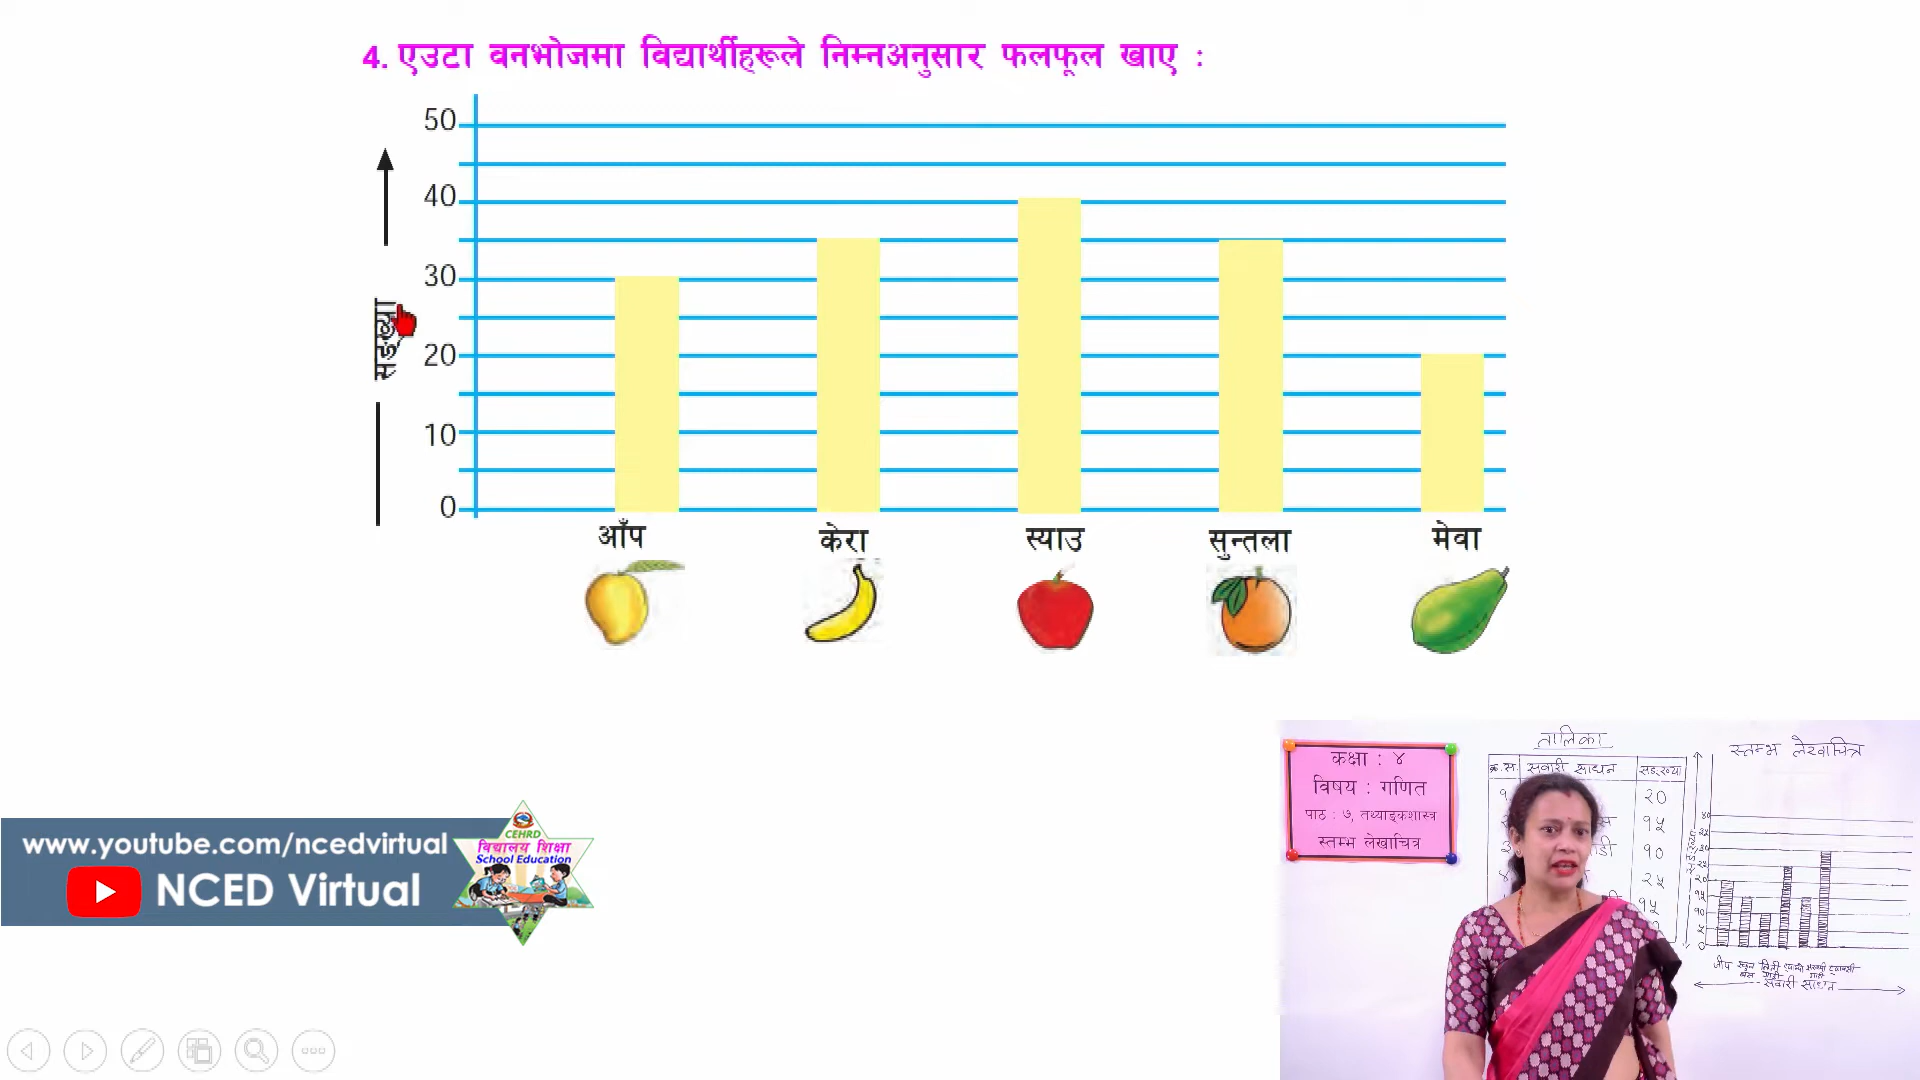 4. एउटा बनभोजमा बिद्यार्थीहरूले निम्नअनुसार फलफूल खाए :
50
40
30
20
10
0
सङ्ख्या
आँप
केरा
स्याउ
सुन्तला
मेवा
www.youtube.com/ncedvirtual
NCED Virtual
CEHRD
विद्यालय शिक्षा
School Education
कक्षा : ४
विषय : गणित
पाठ : ७, तथ्याङ्कशास्त्र
स्तम्भ लेखाचित्र
तालिका
क्र.स. सवारी साधन सङ्ख्या
२०
१५
१०
२५
१५
स्तम्भ लेखाचित्र
सवारी साधन